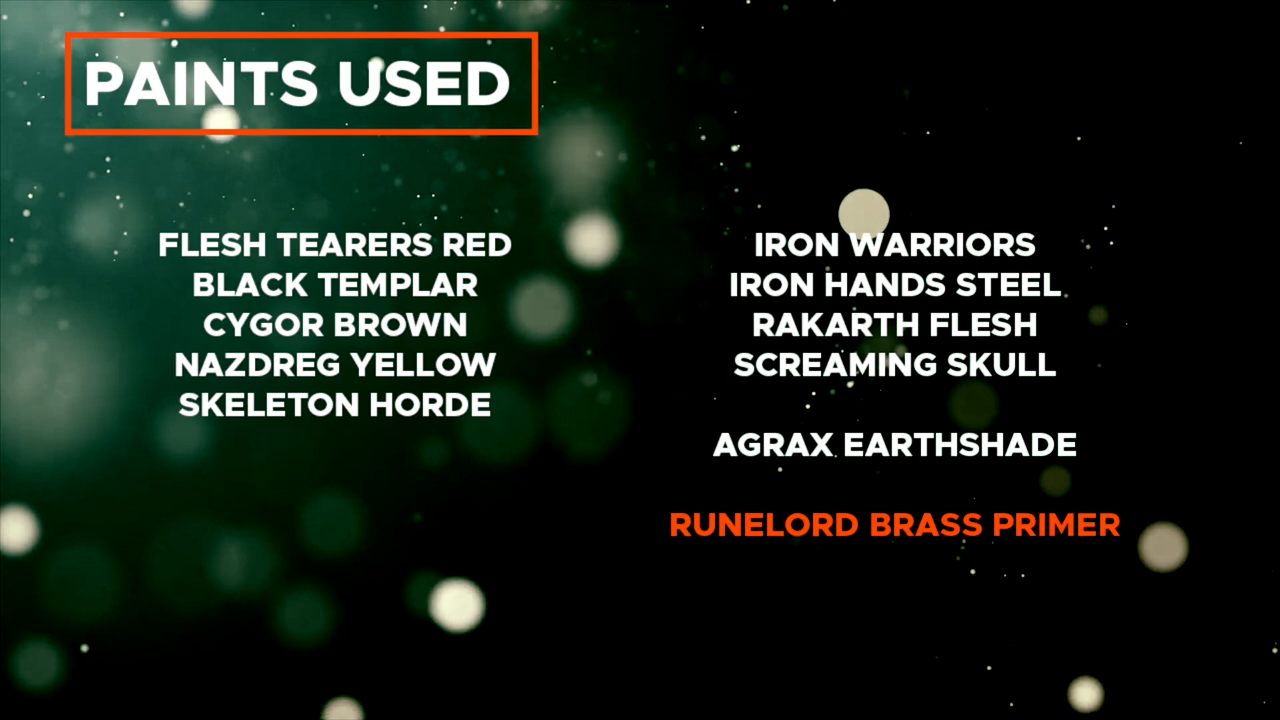 PAINTS USED
FLESH TEARERS RED
BLACK TEMPLAR
CYGOR BROWN
NAZDREG YELLOW
SKELETON HORDE
IRON WARRIORS
IRON HANDS STEEL
RAKARTH FLESH
SCREAMING SKULL
AGRAX EARTHSHADE
RUNELORD BRASS PRIMER